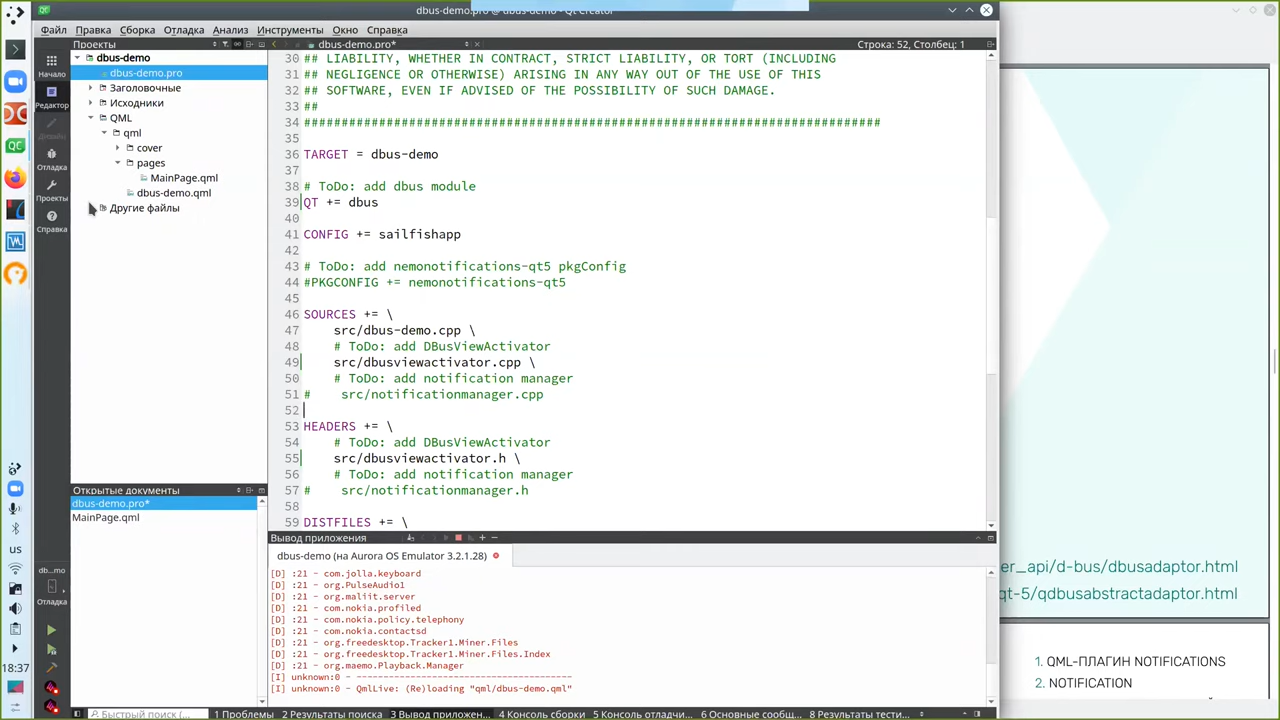 dbus-demo.pro* @ dbus-demo - Qt Creator
Файл Правка Сборка Отладка Анализ Инструменты Окно Справка
Проекты
dbus-demo.pro*
Строка: 52, Столбец: 1
dbus-demo
dbus-demo.pro
Заголовочные
Исходники
QML
qml
cover
pages
MainPage.qml
dbus-demo.qml
Другие файлы
Начало
Редактор
Дизайн
Отладка
Проекты
Справка
30 ## LIABILITY, WHETHER IN CONTRACT, STRICT LIABILITY, OR TORT (INCLUDING
31 ## NEGLIGENCE OR OTHERWISE) ARISING IN ANY WAY OUT OF THE USE OF THIS
32 ## SOFTWARE, EVEN IF ADVISED OF THE POSSIBILITY OF SUCH DAMAGE.
33 ##
34 #############################################################################
35
36 TARGET = dbus-demo
37
38 # ToDo: add dbus module
39 QT += dbus
40
41 CONFIG += sailfishapp
42
43 # ToDo: add nemonotifications-qt5 pkgConfig
44 #PKGCONFIG += nemonotifications-qt5
45
46 SOURCES += \
47 src/dbus-demo.cpp \
48 # ToDo: add DBusViewActivator
49 src/dbusviewactivator.cpp \
50 # ToDo: add notification manager
51 # src/notificationmanager.cpp
52
53 HEADERS += \
54 # ToDo: add DBusViewActivator
55 src/dbusviewactivator.h \
56 # ToDo: add notification manager
57 # src/notificationmanager.h
58
59 DISTFILES += \
Открытые документы
dbus-demo.pro*
MainPage.qml
Вывод приложения
dbus-demo (на Aurora OS Emulator 3.2.1.28)
[D] :21 - com.jolla.keyboard
[D] :21 - org.PulseAudio1
[D] :21 - org.maliit.server
[D] :21 - com.nokia.profiled
[D] :21 - com.nokia.policy.telephony
[D] :21 - com.nokia.contactsd
[D] :21 - org.freedesktop.Tracker1.Miner.Files
[D] :21 - org.freedesktop.Tracker1.Miner.Files.Index
[D] :21 - org.maemo.Playback.Manager
[I] unknown:0 - ------------------------------------
[I] unknown:0 - QmlLive: (Re)loading "qml/dbus-demo.qml"
us
18:37
db...mo
Отладка
Быстрый поиск (...
1 Проблемы 2 Результаты поиска 3 Вывод приложен... 4 Консоль сборки 5 Консоль отладчи... 6 Основные сообщ... 8 Результаты тести...
er_api/d-bus/dbusadaptor.html
qt-5/qdbusabstractadaptor.html
1. QML-ПЛАГИН NOTIFICATIONS
2. NOTIFICATION